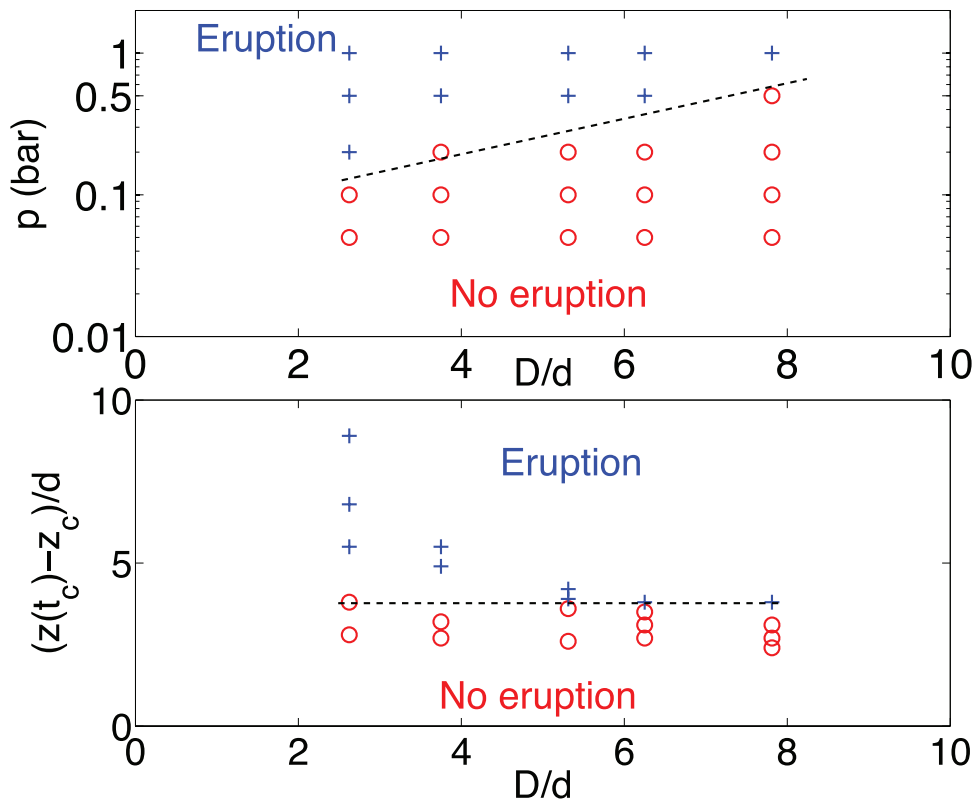 Eruption
1
0.5
0.1
0.01
p (bar)
No eruption
0 2 4 6 8 10
D/d
10
5
0
(z(t_c)−z_c)/d
Eruption
No eruption
0 2 4 6 8 10
D/d